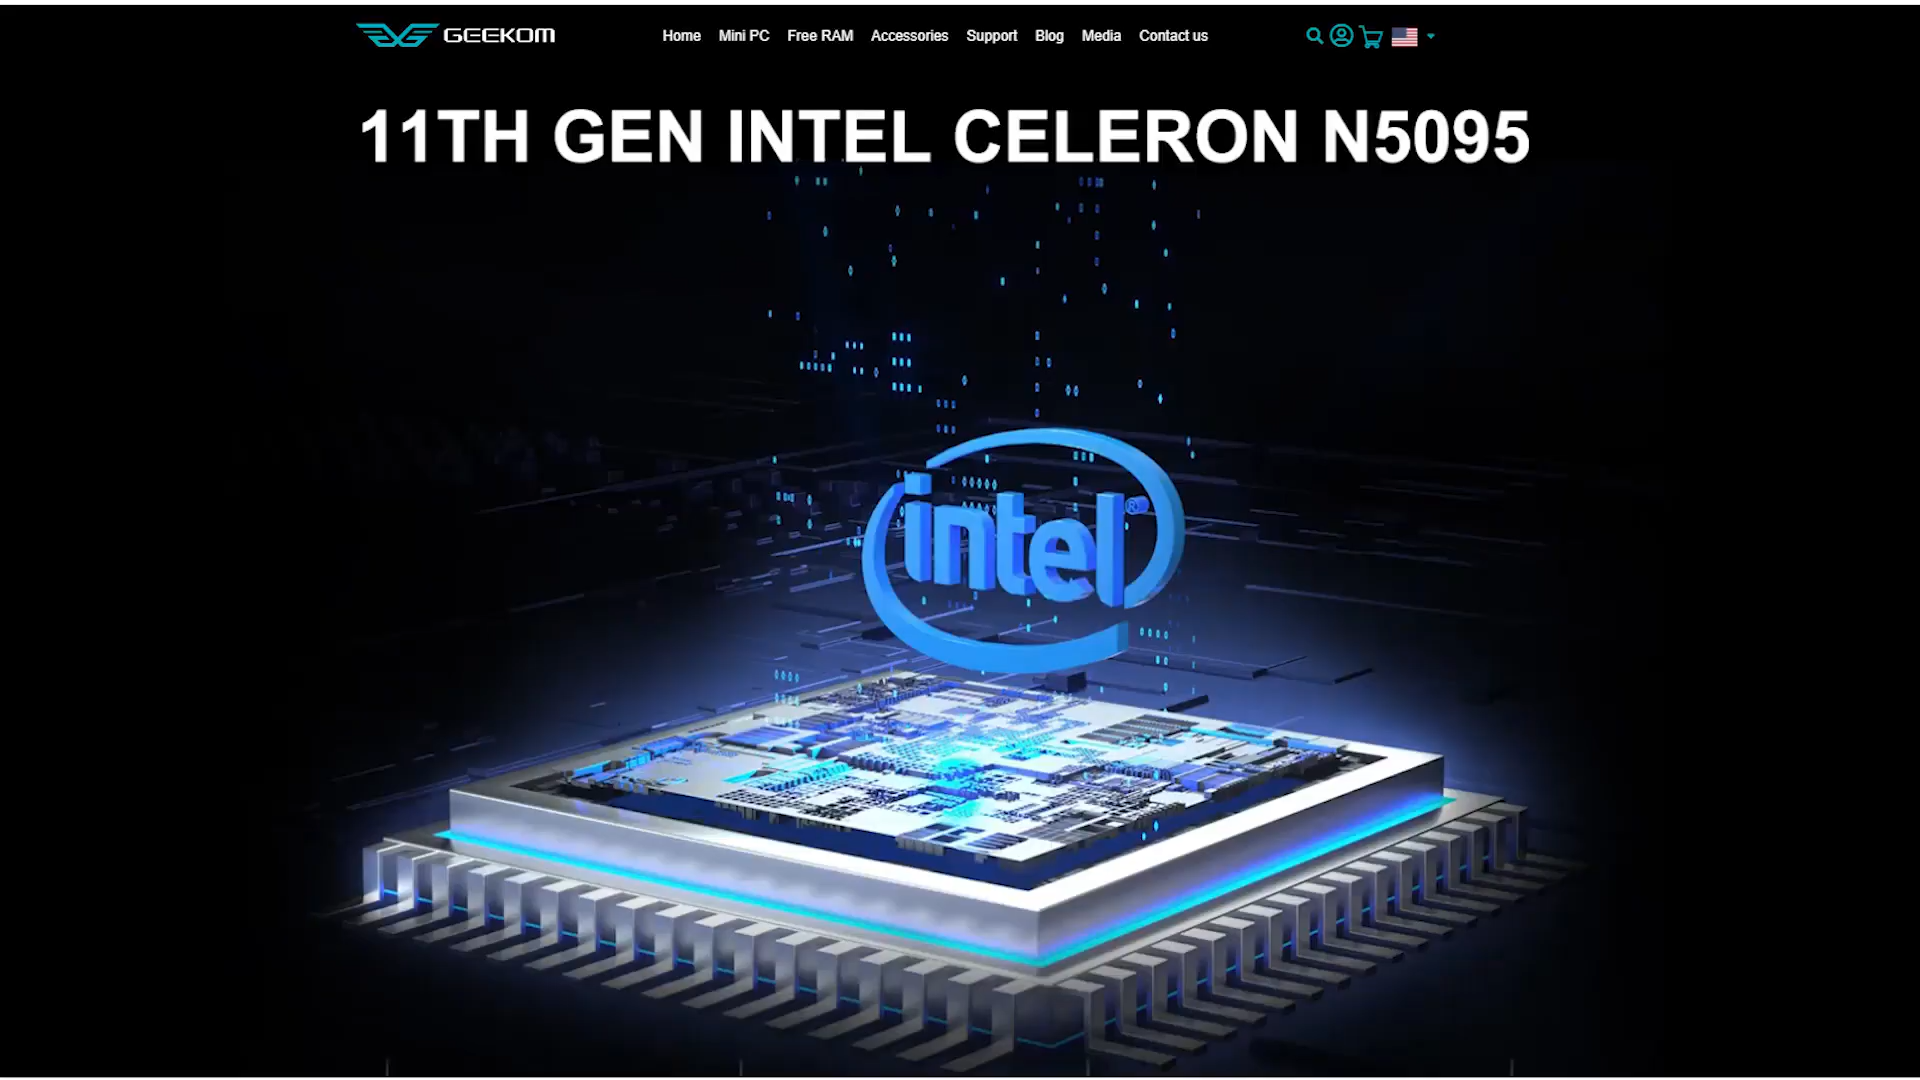 GEEKOM
Home Mini PC Free RAM Accessories Support Blog Media Contact us
11TH GEN INTEL CELERON N5095
intel®